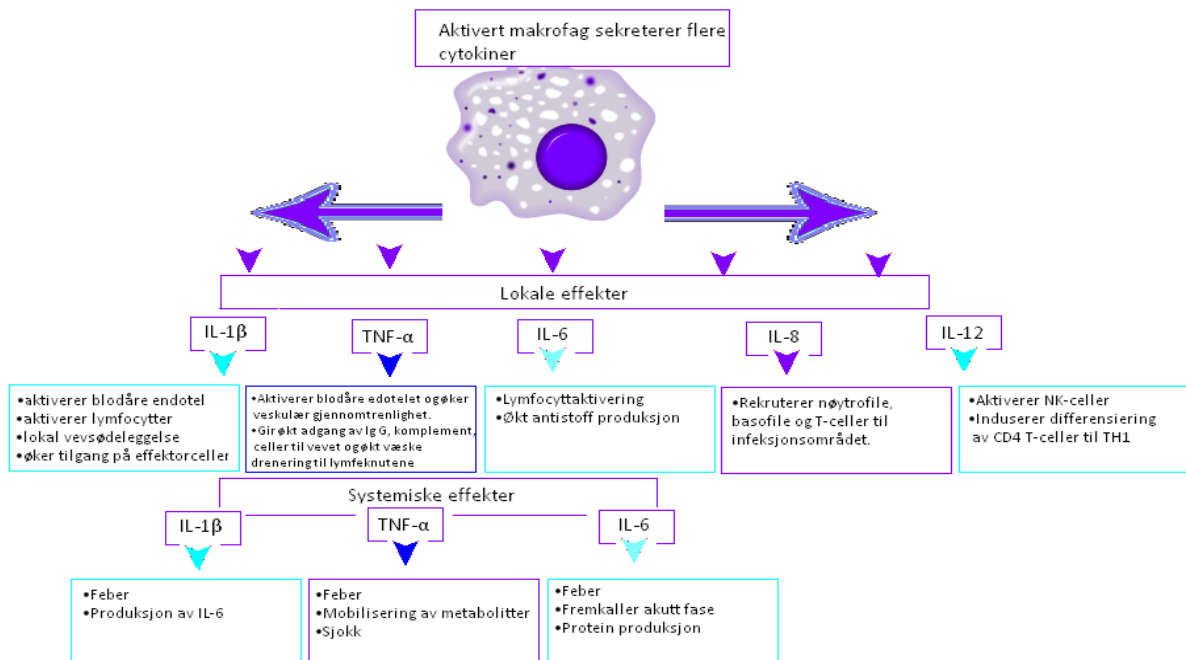 Aktivert makrofag sekreterer flere
cytokiner
Lokale effekter
IL-1β
TNF-α
IL-6
IL-8
IL-12
•aktiverer blodåre endotel
•aktiverer lymfocytter
•lokal vevsødeleggelse
•øker tilgang på effektorceller
•Aktiverer blodåre edotelet og øker
veskulær gjennomtrenlighet.
•Gir økt adgang av Ig G, komplement,
celler til vevet og økt væske
drenering til lymfeknutene
•Lymfocyttaktivering
•Økt antistoff produksjon
•Rekruterer nøytrofile,
basofile og T-celler til
infeksjonsområdet.
•Aktiverer NK-celler
•Induserer differensiering
av CD4 T-celler til TH1
Systemiske effekter
IL-1β
TNF-α
IL-6
•Feber
•Produksjon av IL-6
•Feber
•Mobilisering av metabolitter
•Sjokk
•Feber
•Fremkaller akutt fase
•Protein produksjon